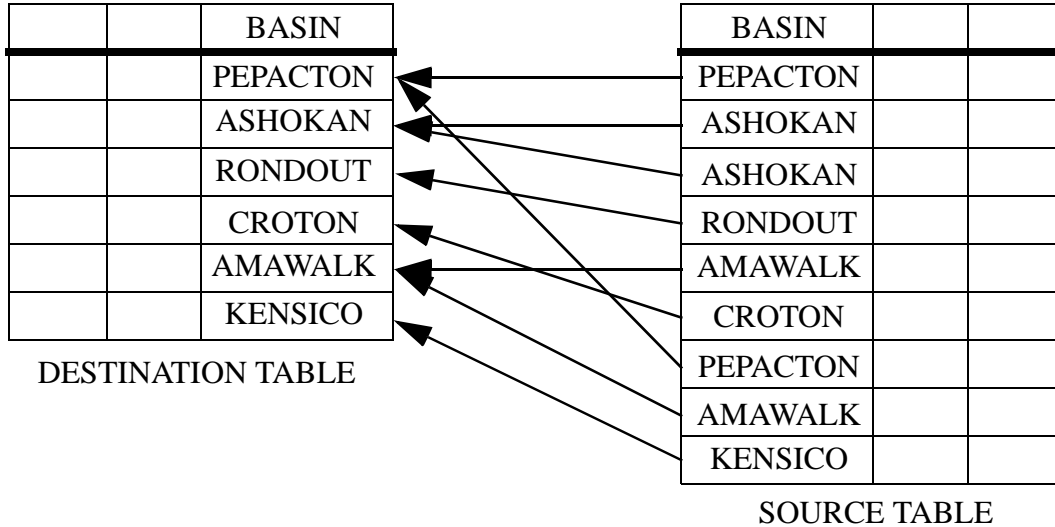 BASIN
PEPACTON
ASHOKAN
RONDOUT
CROTON
AMAWALK
KENSICO
DESTINATION TABLE
BASIN
PEPACTON
ASHOKAN
ASHOKAN
RONDOUT
AMAWALK
CROTON
PEPACTON
AMAWALK
KENSICO
SOURCE TABLE